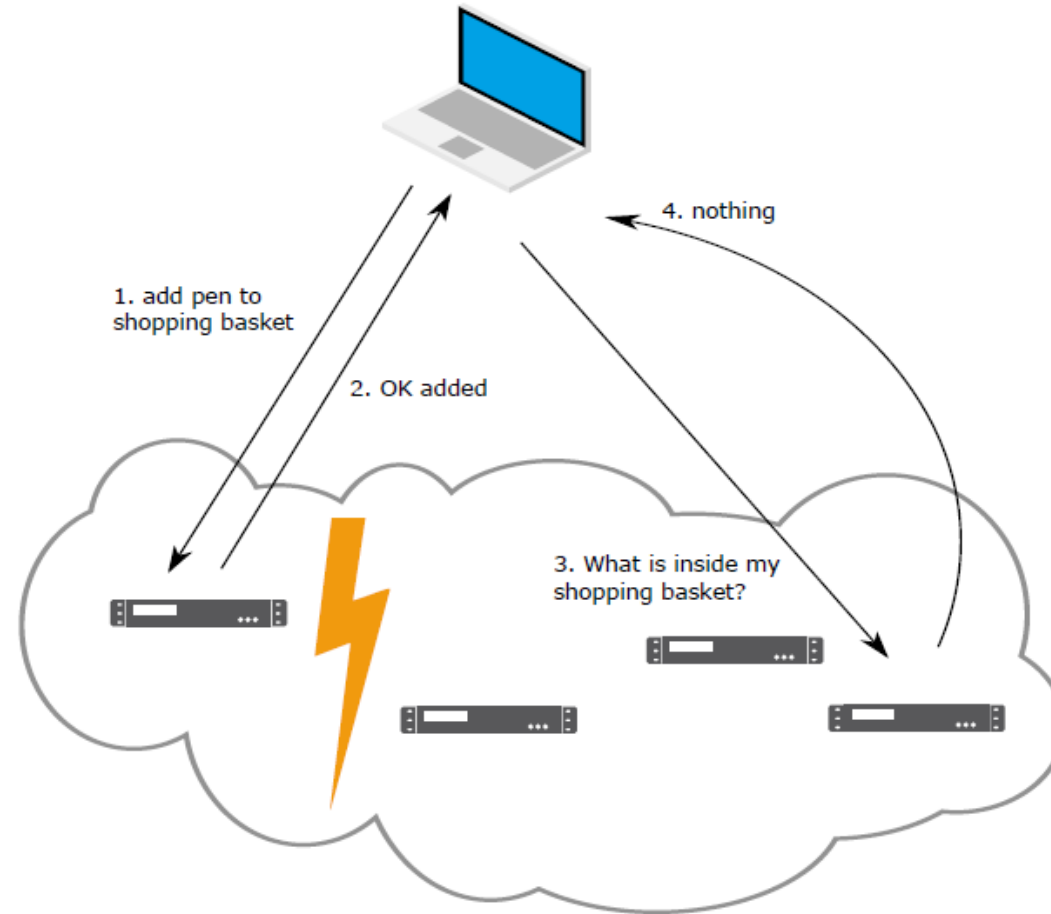 4. nothing
1. add pen to
shopping basket
2. OK added
3. What is inside my
shopping basket?